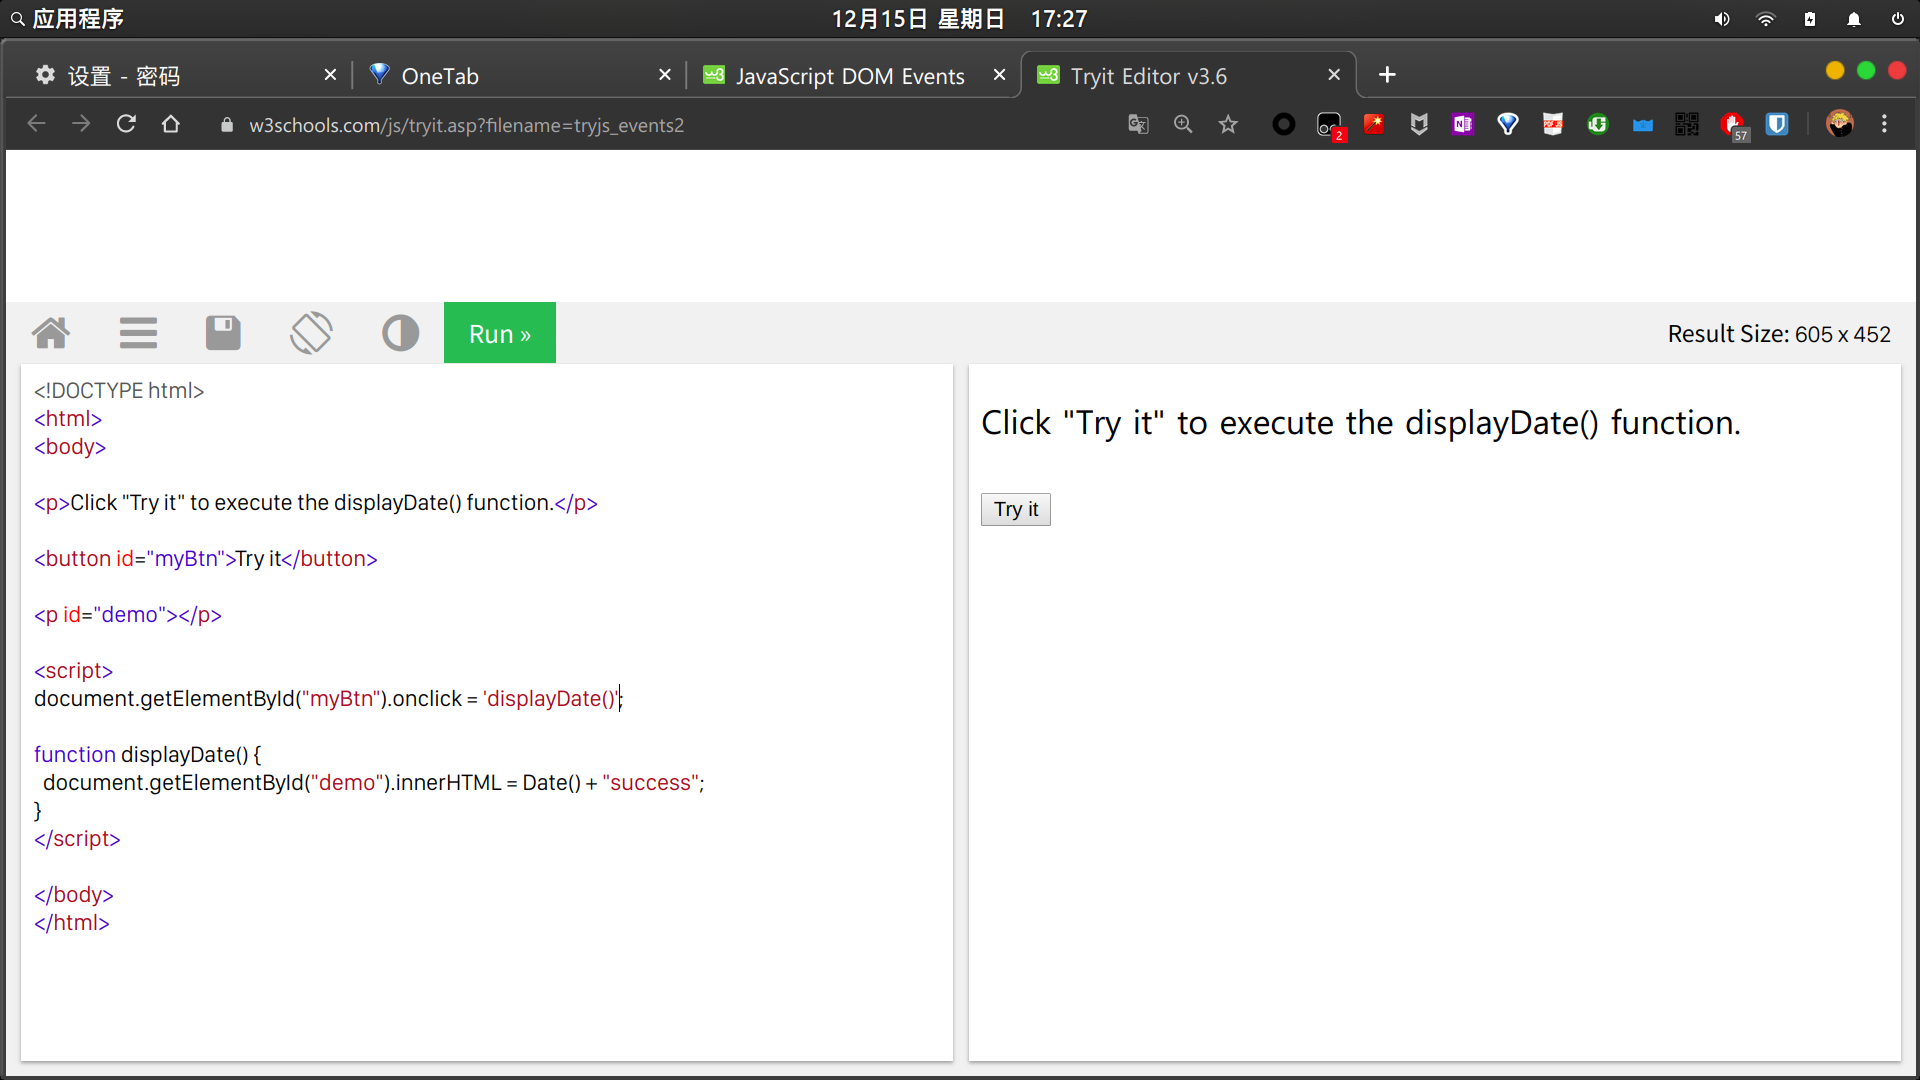 应用程序
12月15日 星期日 17:27
设置 - 密码
OneTab
JavaScript DOM Events
Tryit Editor v3.6
w3schools.com/js/tryit.asp?filename=tryjs_events2
2
57
Run »
Result Size: 605 x 452
<!DOCTYPE html>
<html>
<body>
<p>Click "Try it" to execute the displayDate() function.</p>
<button id="myBtn">Try it</button>
<p id="demo"></p>
<script>
document.getElementById("myBtn").onclick = 'displayDate()';
function displayDate() {
  document.getElementById("demo").innerHTML = Date() + "success";
}
</script>
</body>
</html>
Click "Try it" to execute the displayDate() function.
Try it